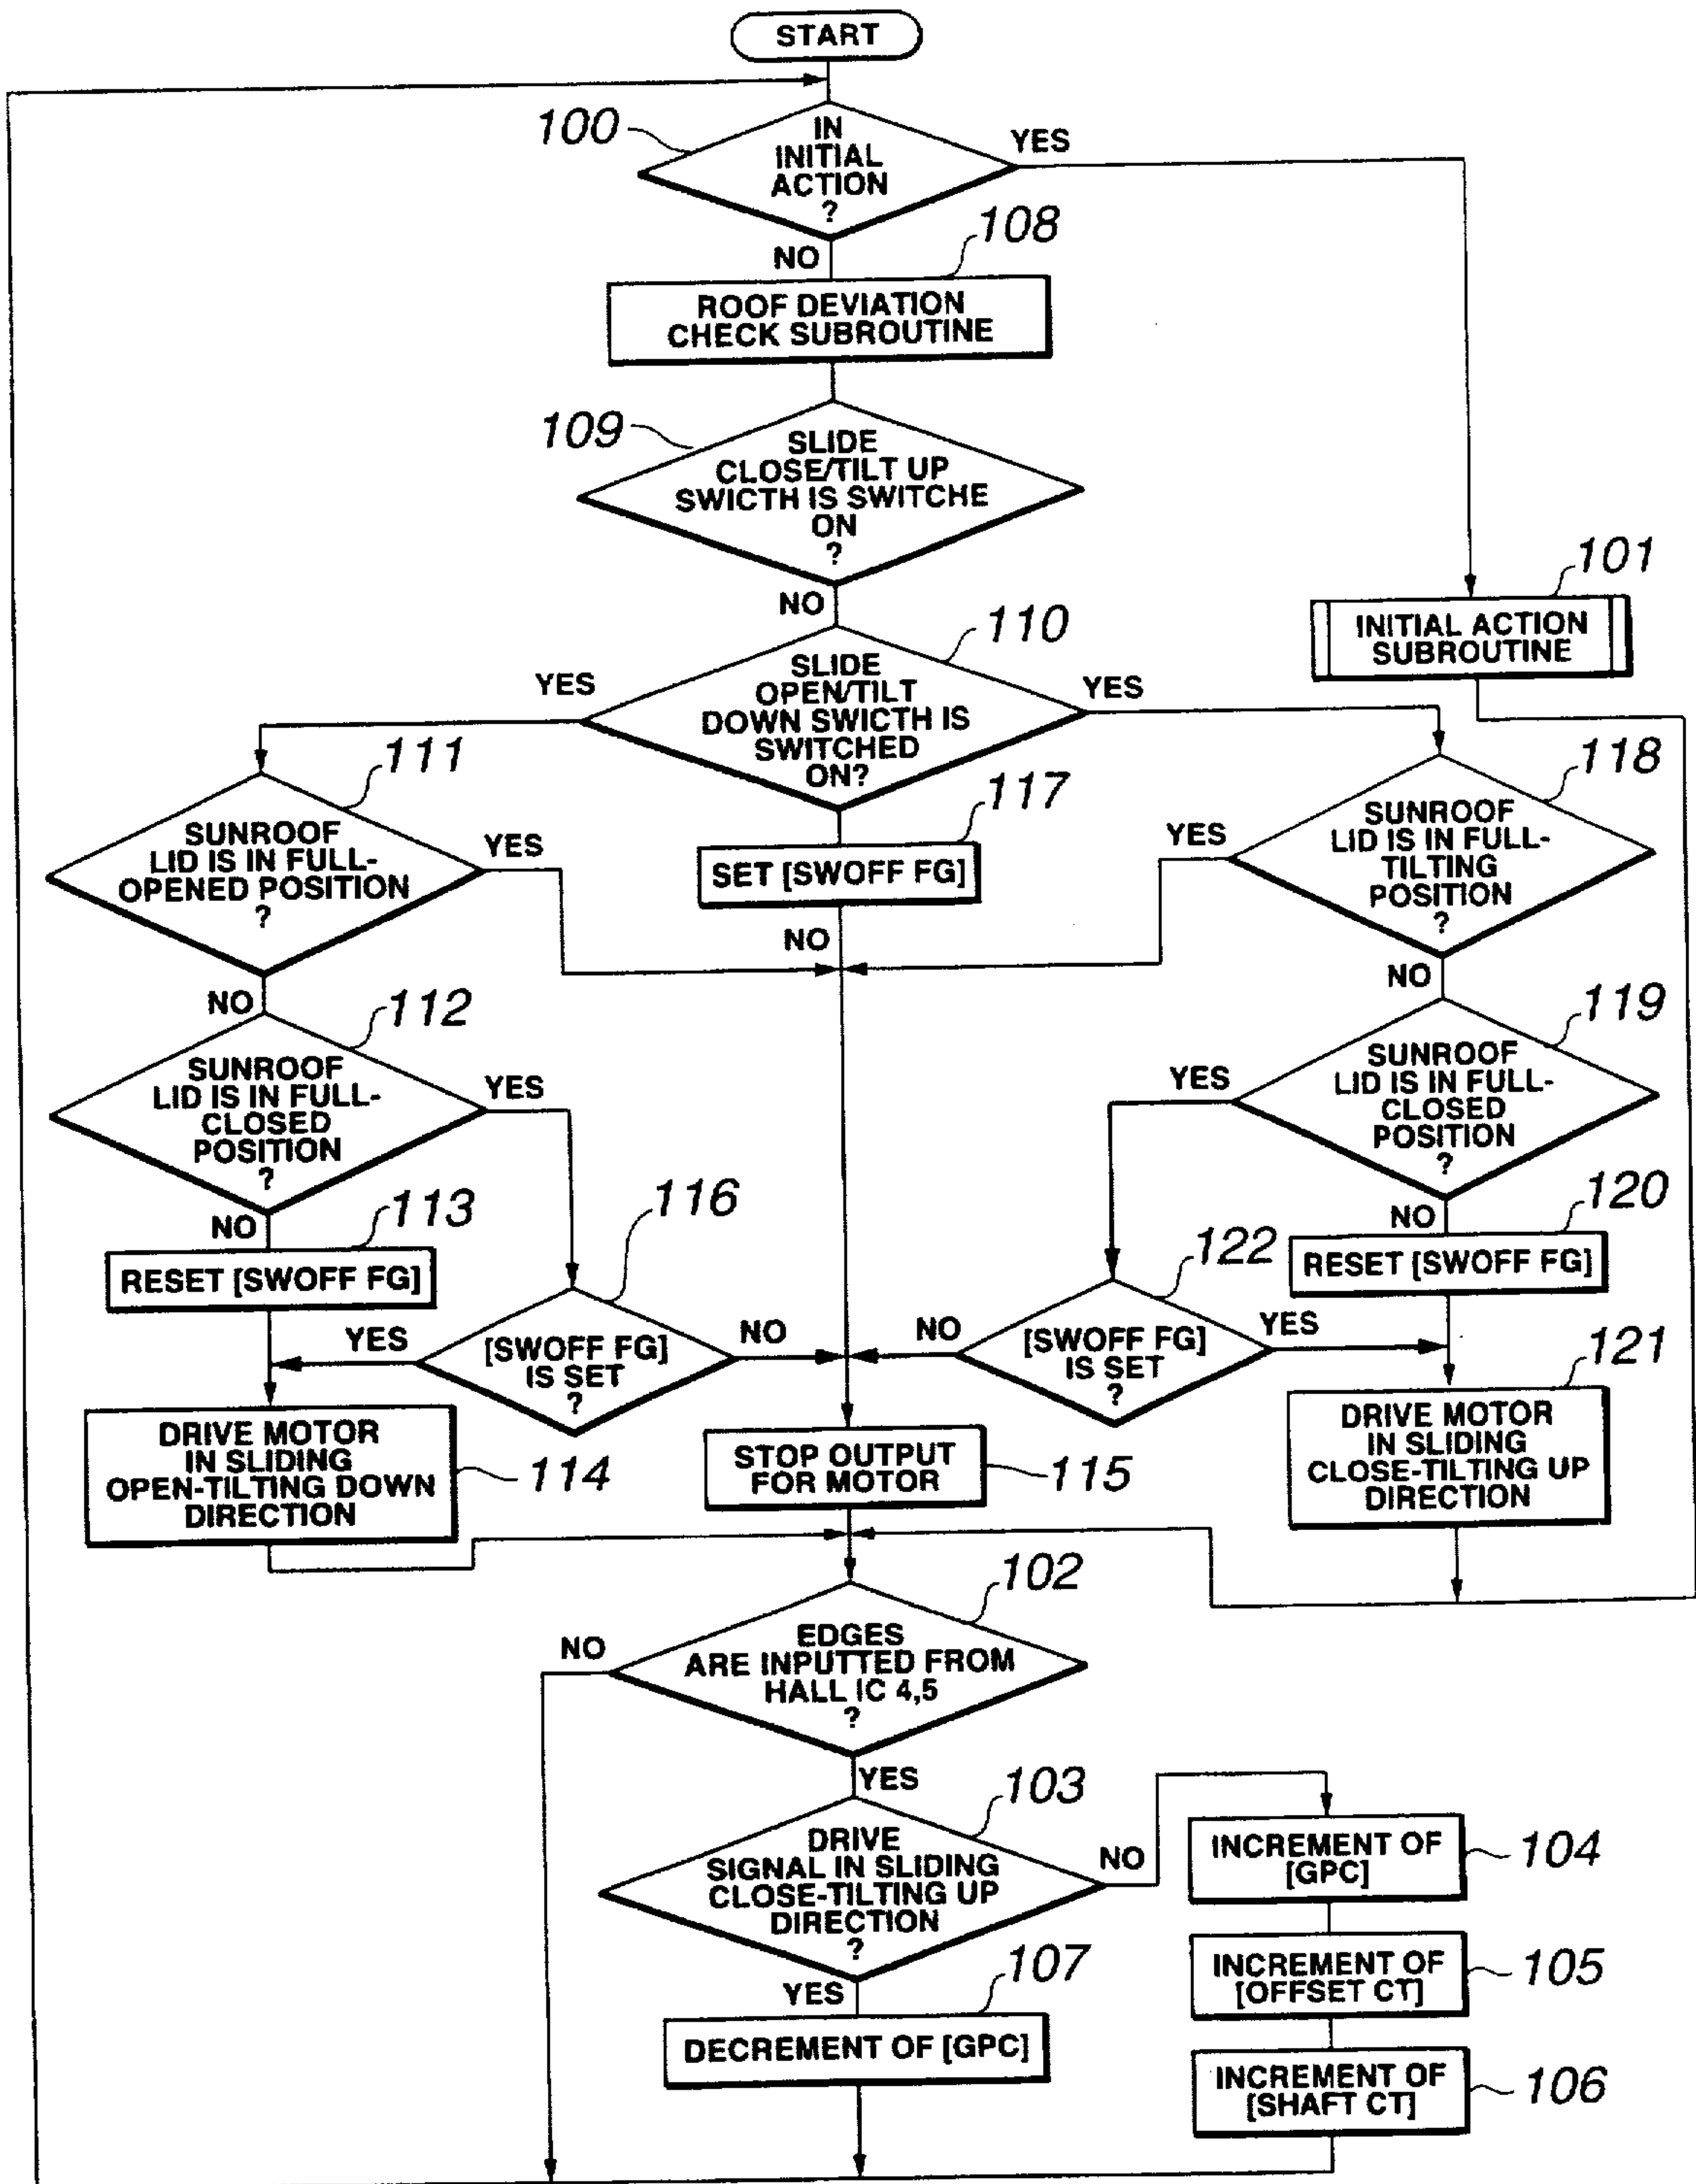 START
100
IN
INITIAL
ACTION
?
YES
NO
108
ROOF DEVIATION
CHECK SUBROUTINE
109
SLIDE
CLOSE/TILT UP
SWICTH IS SWITCHE
ON
?
NO
101
INITIAL ACTION
SUBROUTINE
110
YES
SLIDE
OPEN/TILT
DOWN SWICTH IS
SWITCHED
ON?
YES
111
SUNROOF
LID IS IN FULL-
OPENED POSITION
?
YES
NO
117
SET [SWOFF FG]
NO
118
SUNROOF
LID IS IN FULL-
TILTING
POSITION
?
YES
NO
112
SUNROOF
LID IS IN FULL-
CLOSED
POSITION
?
YES
NO
119
SUNROOF
LID IS IN FULL-
CLOSED
POSITION
?
YES
NO
113
RESET [SWOFF FG]
116
YES
[SWOFF FG]
IS SET
?
NO
122
NO
[SWOFF FG]
IS SET
?
YES
120
RESET [SWOFF FG]
DRIVE MOTOR
IN SLIDING
OPEN-TILTING DOWN
DIRECTION
114
STOP OUTPUT
FOR MOTOR
115
121
DRIVE MOTOR
IN SLIDING
CLOSE-TILTING UP
DIRECTION
102
NO
EDGES
ARE INPUTTED FROM
HALL IC 4,5
?
YES
103
DRIVE
SIGNAL IN SLIDING
CLOSE-TILTING UP
DIRECTION
?
NO
YES
INCREMENT OF
[GPC]
104
INCREMENT OF
[OFFSET CT]
105
107
DECREMENT OF [GPC]
INCREMENT OF
[SHAFT CT]
106